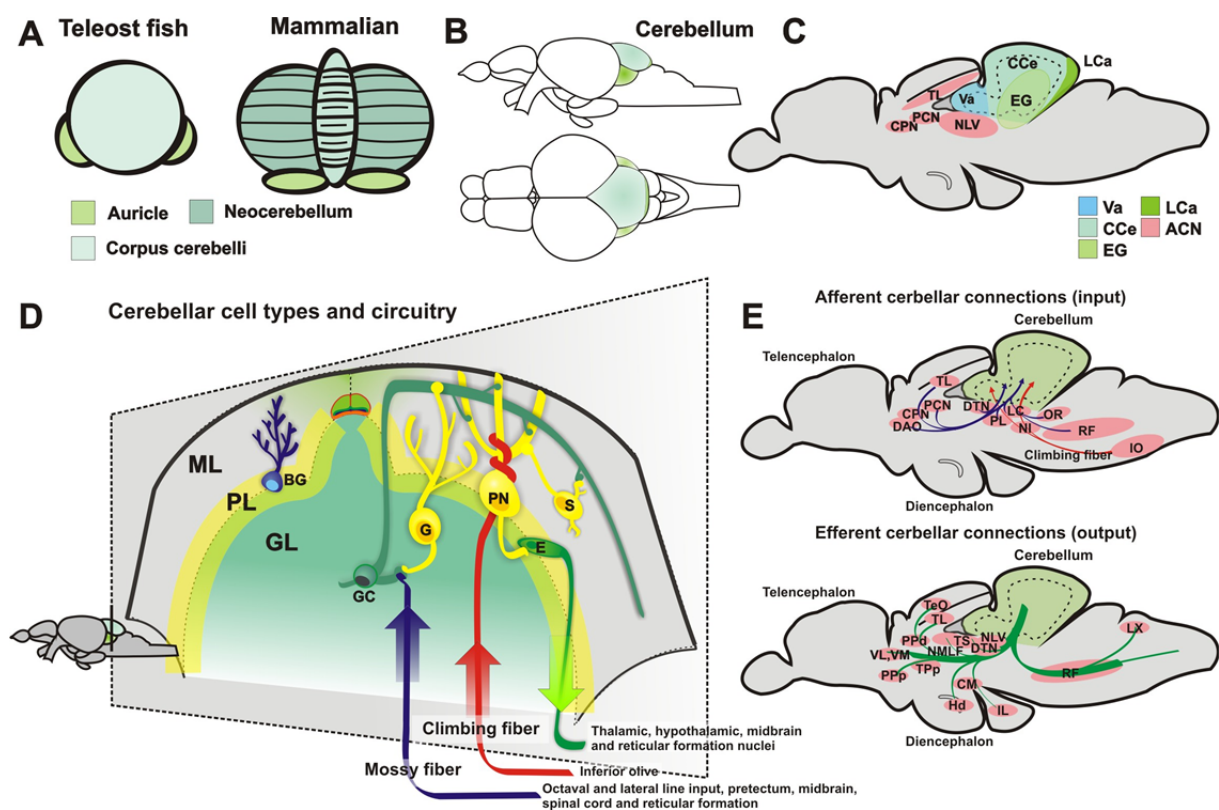 A
Teleost fish
Mammalian
Auricle
Neocerebellum
Corpus cerebelli
B
Cerebellum
C
CCe
LCa
TL
Va
EG
PCN
CPN
NLV
Va
LCa
CCe
ACN
EG
D
Cerebellar cell types and circuitry
ML
BG
PL
PN
S
G
GL
E
GC
Climbing fiber
Mossy fiber
Thalamic, hypothalamic, midbrain
and reticular formation nuclei
Inferior olive
Octaval and lateral line input, pretectum, midbrain,
spinal cord and reticular formation
E
Afferent cerbellar connections (input)
Cerebellum
Telencephalon
TL
PCN
DTN
CPN
LC
OR
DAO
PL
NI
RF
IO
Climbing fiber
Diencephalon
Efferent cerbellar connections (output)
Cerebellum
Telencephalon
TeO
TL
LX
PPd
TS
NLV
VL,VM
NMLF
DTN
PPp
TPp
RF
CM
Hd
IL
Diencephalon